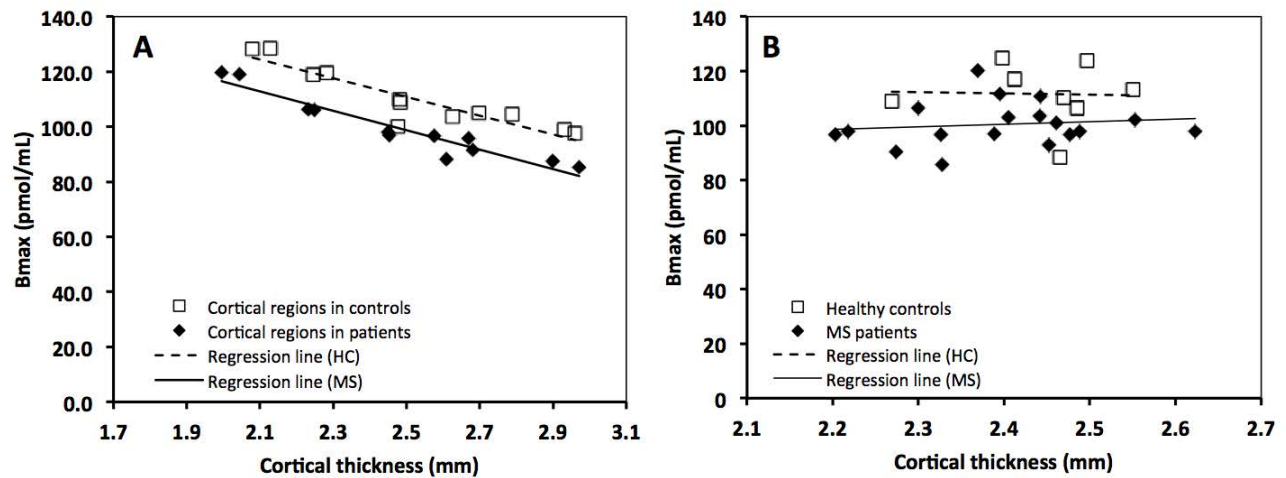 A
140.0
120.0
100.0
80.0
60.0
40.0
20.0
0.0
Bmax (pmol/mL)
Cortical regions in controls
Cortical regions in patients
Regression line (HC)
Regression line (MS)
1.7 1.9 2.1 2.3 2.5 2.7 2.9 3.1
Cortical thickness (mm)
B
140
120
100
80
60
40
20
0
Bmax (pmol/mL)
Healthy controls
MS patients
Regression line (HC)
Regression line (MS)
2.1 2.2 2.3 2.4 2.5 2.6 2.7
Cortical thickness (mm)